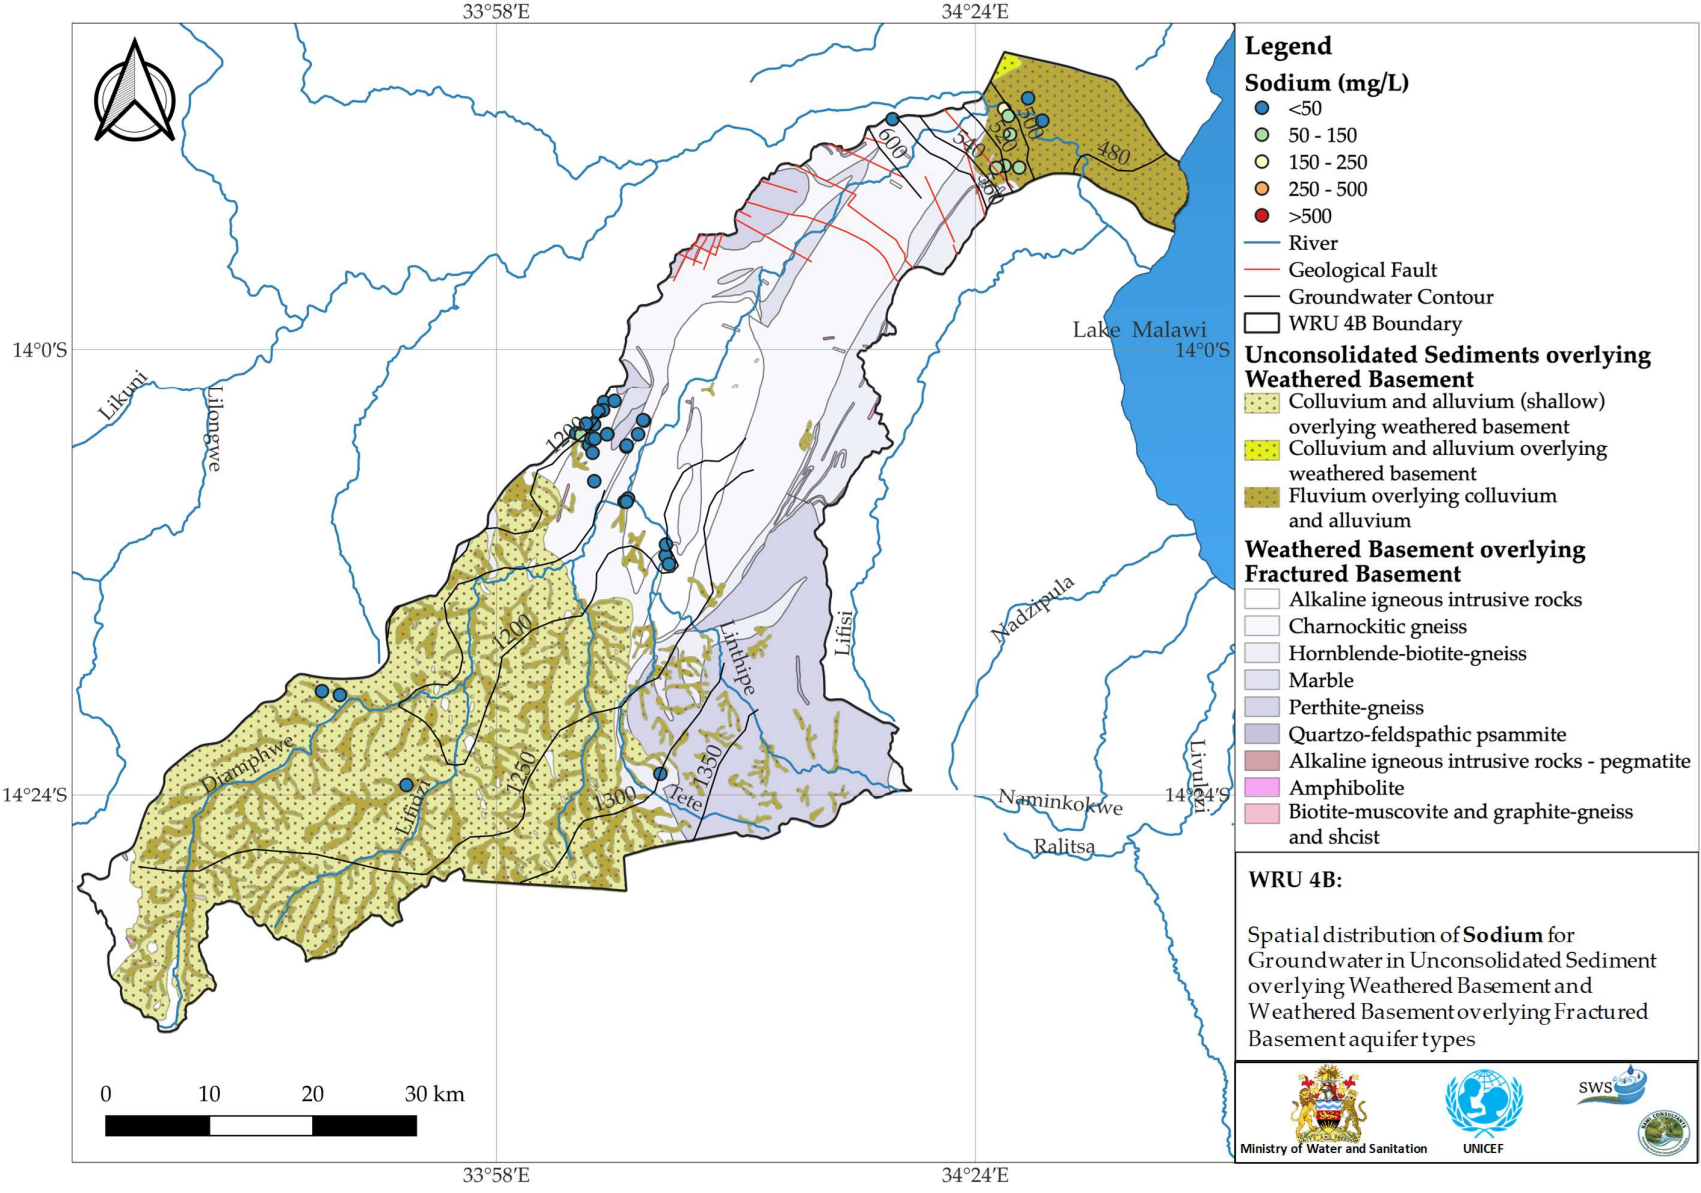 33°58'E
34°24'E
600
540
520
500
560
480
14°0'S
Lake Malawi
14°0'S
Likuni
Lilongwe
1200
1200
Linthipe
Lifisi
Nadzipula
Diamphwe
Lifidzi
1250
1300
1350
Tete
14°24'S
Naminkokwe
14°24'S
Livulezi
Ralitsa
0 10 20 30 km
33°58'E
34°24'E
Legend
Sodium (mg/L)
<50
50 - 150
150 - 250
250 - 500
>500
River
Geological Fault
Groundwater Contour
WRU 4B Boundary
Unconsolidated Sediments overlying
Weathered Basement
Colluvium and alluvium (shallow)
overlying weathered basement
Colluvium and alluvium overlying
weathered basement
Fluvium overlying colluvium
and alluvium
Weathered Basement overlying
Fractured Basement
Alkaline igneous intrusive rocks
Charnockitic gneiss
Hornblende-biotite-gneiss
Marble
Perthite-gneiss
Quartzo-feldspathic psammite
Alkaline igneous intrusive rocks - pegmatite
Amphibolite
Biotite-muscovite and graphite-gneiss
and shcist
WRU 4B:
Spatial distribution of Sodium for
Groundwater in Unconsolidated Sediment
overlying Weathered Basement and
Weathered Basement overlying Fractured
Basement aquifer types
Ministry of Water and Sanitation
UNICEF
SWS